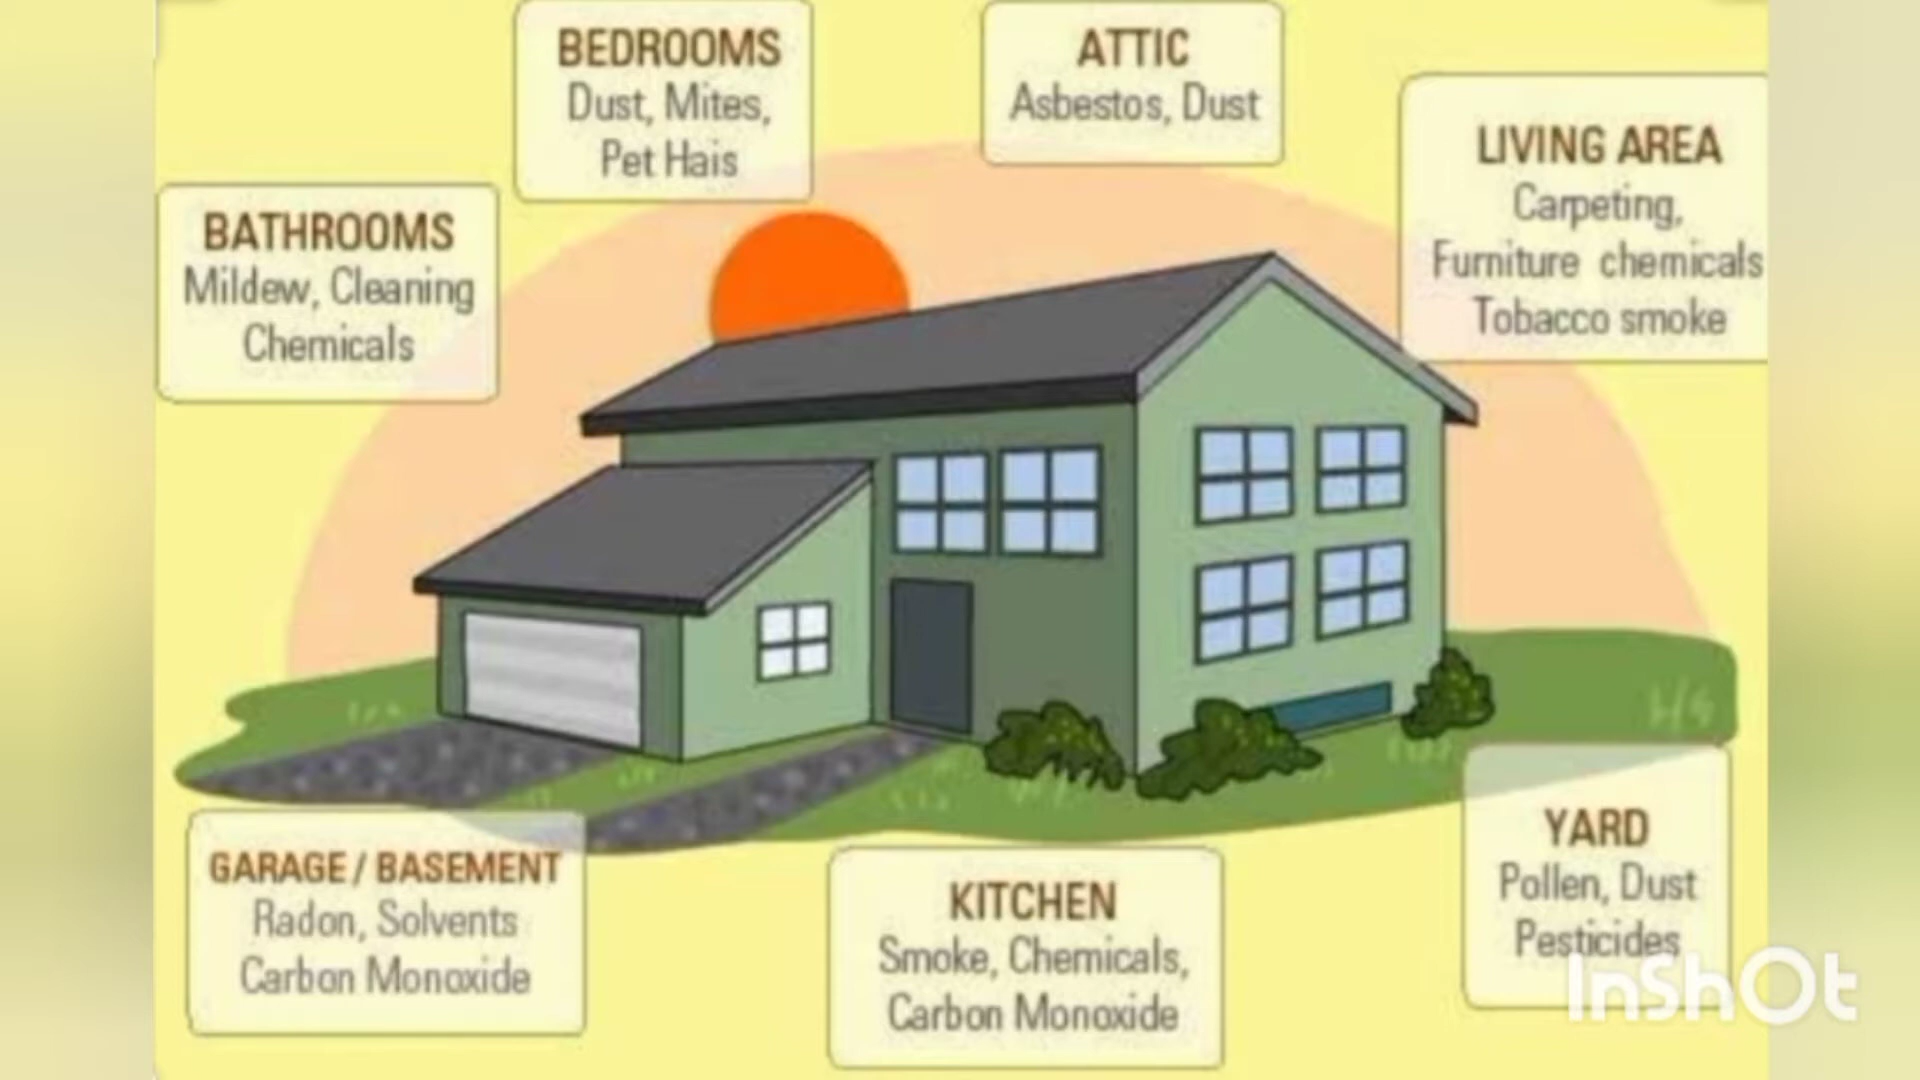 BEDROOMS
Dust, Mites,
Pet Hais
ATTIC
Asbestos, Dust
LIVING AREA
Carpeting,
Furniture chemicals
Tobacco smoke
BATHROOMS
Mildew, Cleaning
Chemicals
GARAGE / BASEMENT
Radon, Solvents
Carbon Monoxide
KITCHEN
Smoke, Chemicals,
Carbon Monoxide
YARD
Pollen, Dust
Pesticides
InShOt